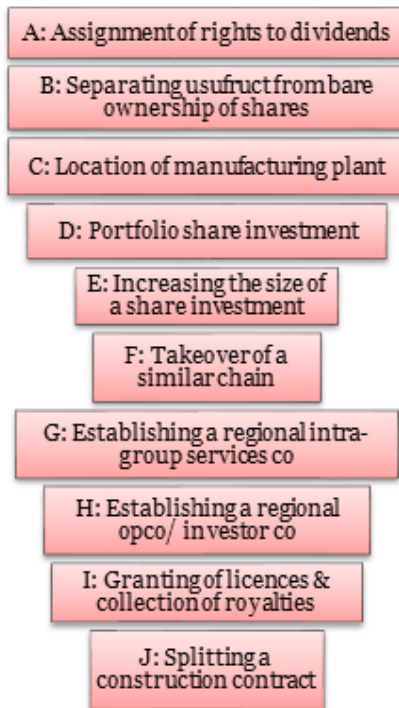 A: Assignment of rights to dividends
B: Separating usufruct from bare
ownership of shares
C: Location of manufacturing plant
D: Portfolio share investment
E: Increasing the size of
a share investment
F: Takeover of a
similar chain
G: Establishing a regional intra-
group services co
H: Establishing a regional
opco/ investor co
I: Granting of licences &
collection of royalties
J: Splitting a
construction contract